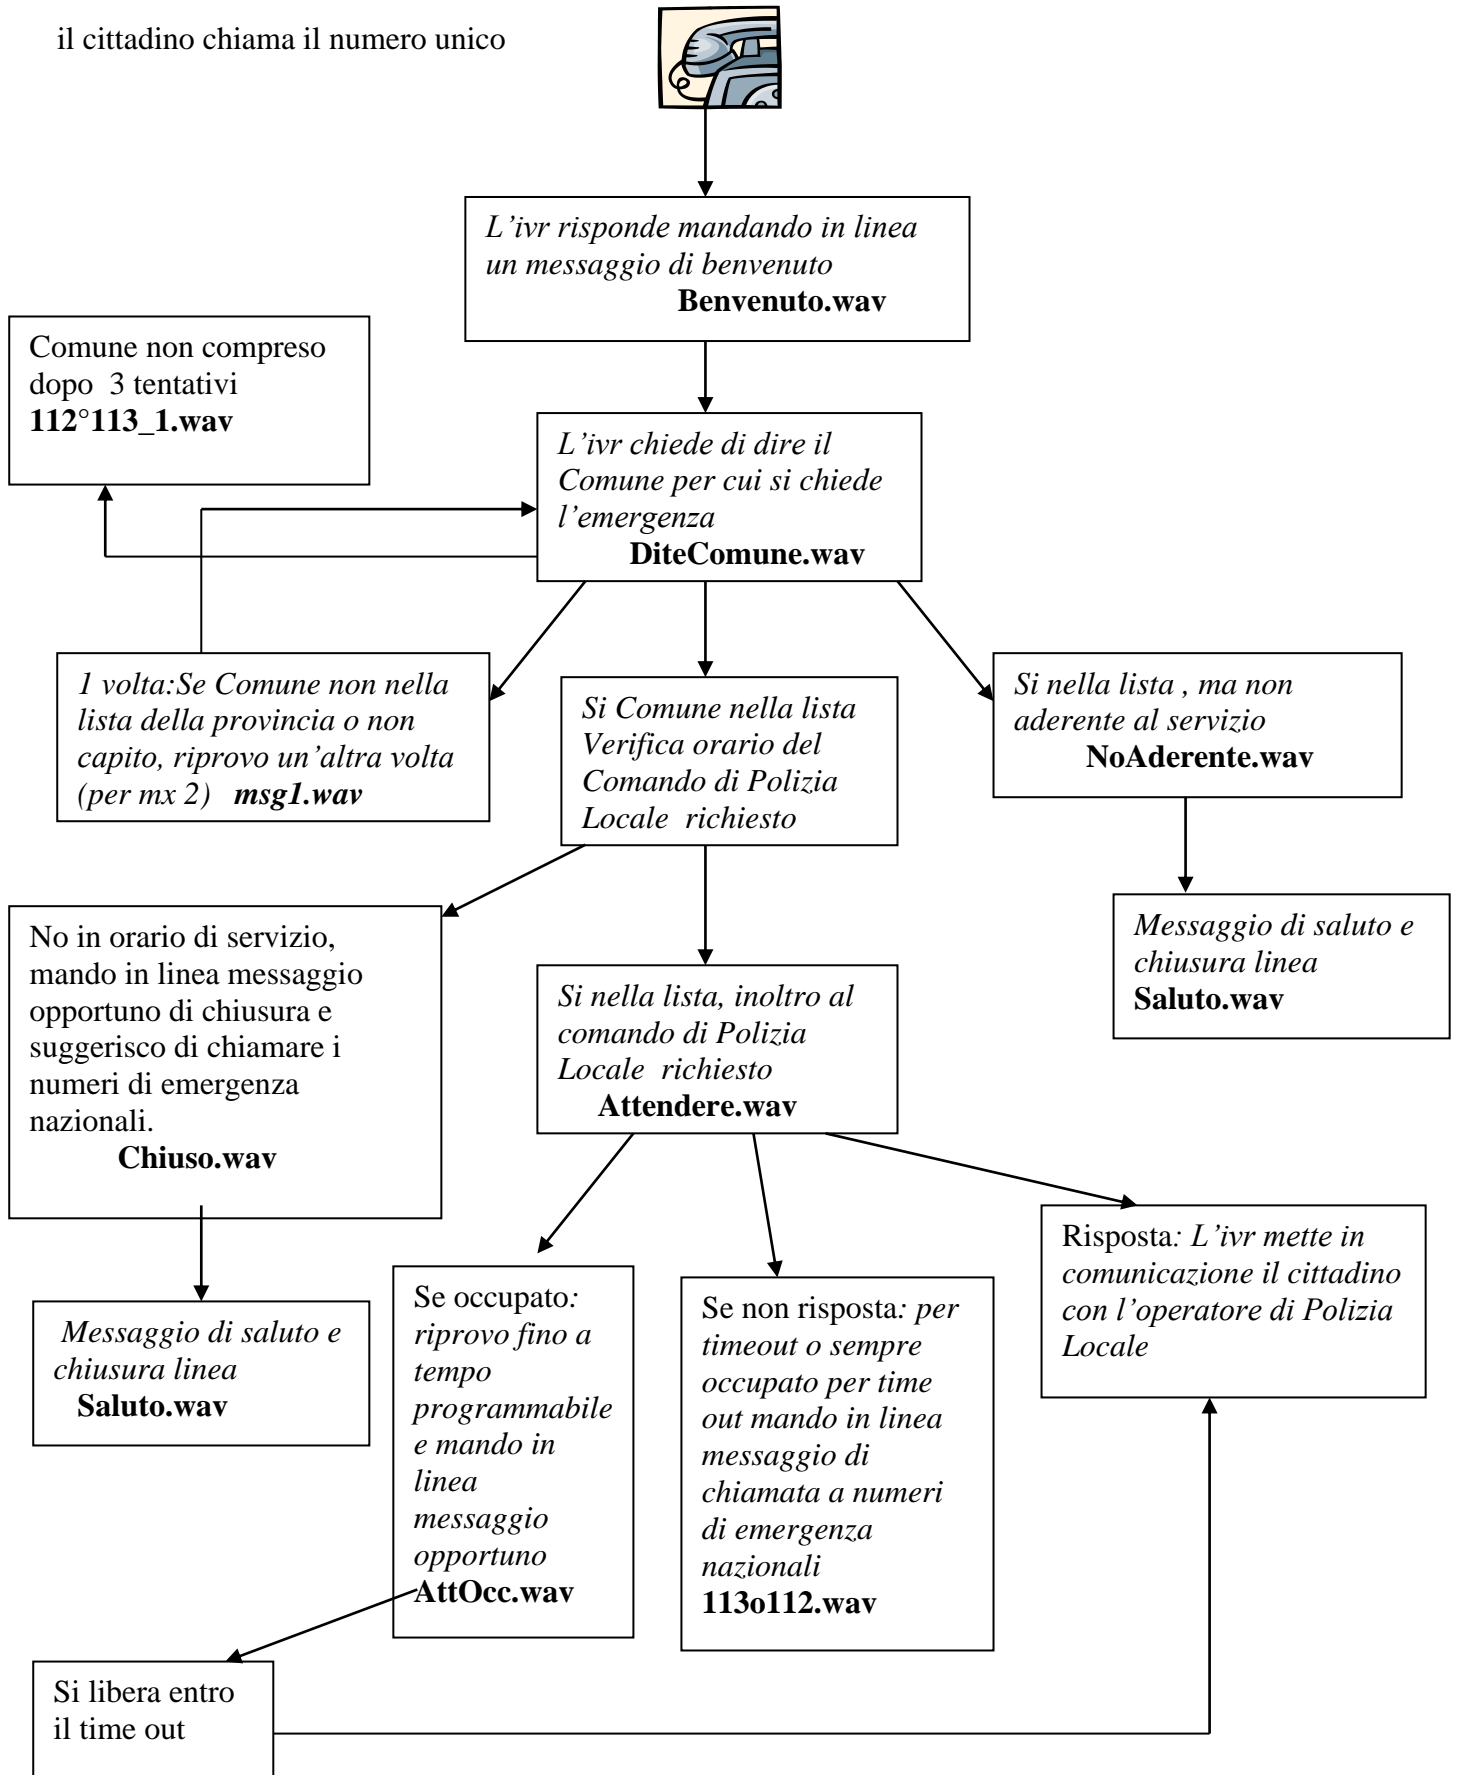 il cittadino chiama il numero unico
L’ivr risponde mandando in linea
un messaggio di benvenuto
Benvenuto.wav
Comune non compreso
dopo 3 tentativi
112°113_1.wav
L’ivr chiede di dire il
Comune per cui si chiede
l’emergenza
DiteComune.wav
1 volta:Se Comune non nella
lista della provincia o non
capito, riprovo un’altra volta
(per mx 2) msg1.wav
Si Comune nella lista
Verifica orario del
Comando di Polizia
Locale richiesto
Si nella lista , ma non
aderente al servizio
NoAderente.wav
No in orario di servizio,
mando in linea messaggio
opportuno di chiusura e
suggerisco di chiamare i
numeri di emergenza
nazionali.
Chiuso.wav
Si nella lista, inoltro al
comando di Polizia
Locale richiesto
Attendere.wav
Messaggio di saluto e
chiusura linea
Saluto.wav
Messaggio di saluto e
chiusura linea
Saluto.wav
Se occupato:
riprovo fino a
tempo
programmabile
e mando in
linea
messaggio
opportuno
AttOcc.wav
Se non risposta: per
timeout o sempre
occupato per time
out mando in linea
messaggio di
chiamata a numeri
di emergenza
nazionali
113o112.wav
Risposta: L’ivr mette in
comunicazione il cittadino
con l’operatore di Polizia
Locale
Si libera entro
il time out